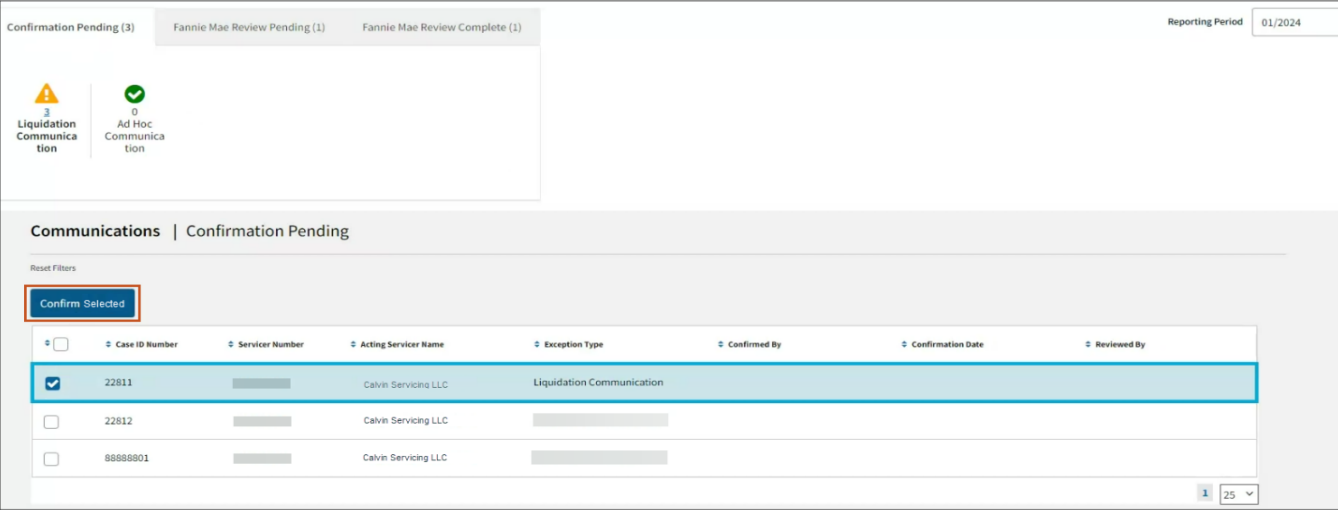 Confirmation Pending (3) Fannie Mae Review Pending (1) Fannie Mae Review Complete (1) Reporting Period 01/2024
3 0
Liquidation Ad Hoc
Communica Communica
tion tion
Communications | Confirmation Pending
Reset Filters
Confirm Selected
Case ID Number Servicer Number Acting Servicer Name Exception Type Confirmed By Confirmation Date Reviewed By
22811 Calvin Servicing LLC Liquidation Communication
22812 Calvin Servicing LLC
88888801 Calvin Servicing LLC
1 25